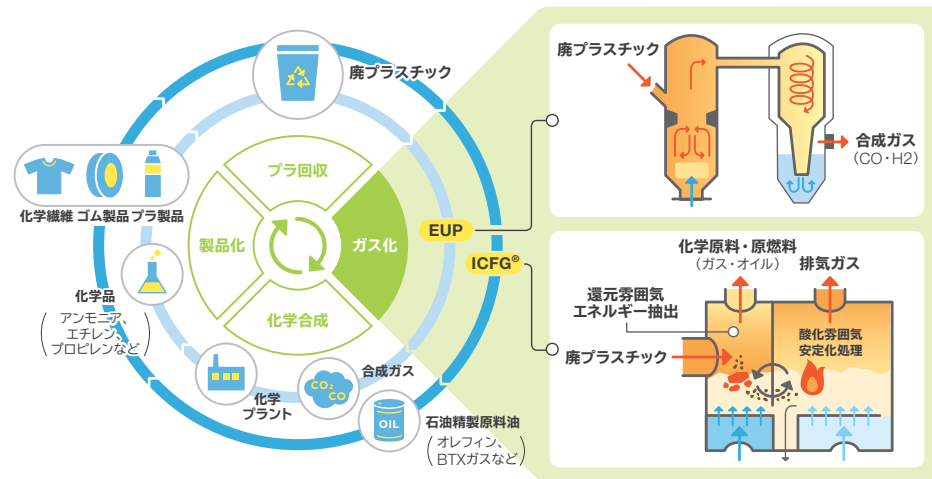 廃プラスチック
プラ回収
ガス化
化学合成
製品化
化学繊維 ゴム製品 プラ製品
化学品
アンモニア、
エチレン、
プロピレンなど
化学
プラント
合成ガス
CO₂
CO
OIL
石油精製原料油
オレフィン、
BTXガスなど
EUP
ICFG®
廃プラスチック
合成ガス
(CO・H2)
化学原料・原燃料
(ガス・オイル)
排気ガス
還元雰囲気
エネルギー抽出
酸化雰囲気
安定化処理
廃プラスチック